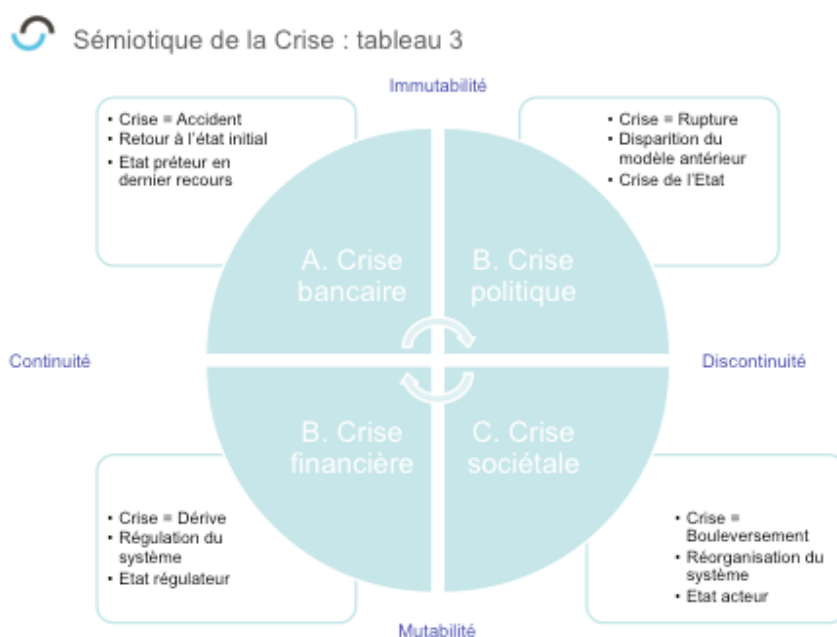 Sémiotique de la Crise : tableau 3
Immutabilité
• Crise = Accident
• Retour à l'état initial
• Etat préteur en
dernier recours
• Crise = Rupture
• Disparition du
modèle antérieur
• Crise de l'Etat
A. Crise
bancaire
B. Crise
politique
Continuité
Discontinuité
B. Crise
financière
C. Crise
sociétale
• Crise = Dérive
• Régulation du
système
• Etat régulateur
• Crise =
Bouleversement
• Réorganisation du
système
• Etat acteur
Mutabilité